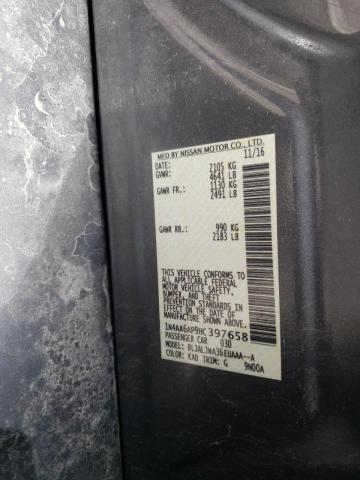 MFD BY NISSAN MOTOR CO., LTD.
DATE: 11/16
GVWR: 2105 KG
4641 LB
GAWR FR.: 1130 KG
2491 LB
GAWR RR.: 990 KG
2183 LB
THIS VEHICLE CONFORMS TO
ALL APPLICABLE FEDERAL
MOTOR VEHICLE SAFETY,
BUMPER, AND THEFT
PREVENTION STANDARDS
IN EFFECT ON THE DATE OF
MANUFACTURE SHOWN ABOVE.
1N4AA6AP9HC397658
PASSENGER CAR 030
MODEL: BLJALJWA36EUAAA--A
COLOR: KAD TRIM: G 9N00A